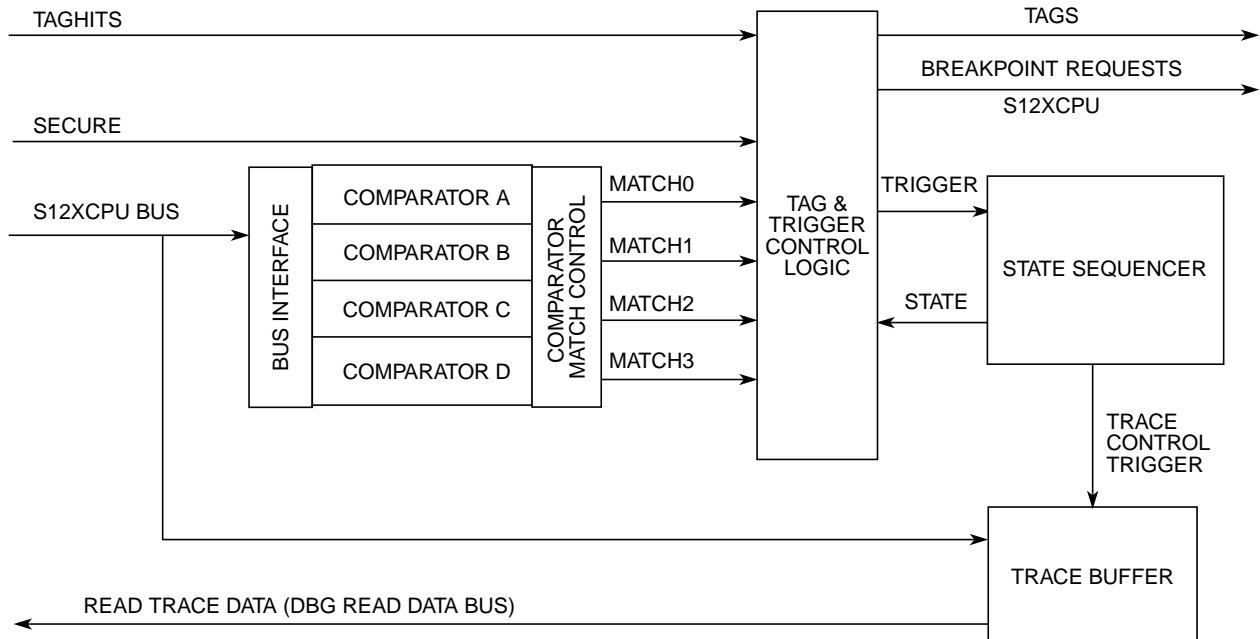 TAGHITS
TAGS
BREAKPOINT REQUESTS
S12XCPU
SECURE
S12XCPU BUS
BUS INTERFACE
COMPARATOR A
COMPARATOR B
COMPARATOR C
COMPARATOR D
COMPARATOR
MATCH CONTROL
MATCH0
MATCH1
MATCH2
MATCH3
TAG &
TRIGGER
CONTROL
LOGIC
TRIGGER
STATE
STATE SEQUENCER
TRACE
CONTROL
TRIGGER
TRACE BUFFER
READ TRACE DATA (DBG READ DATA BUS)